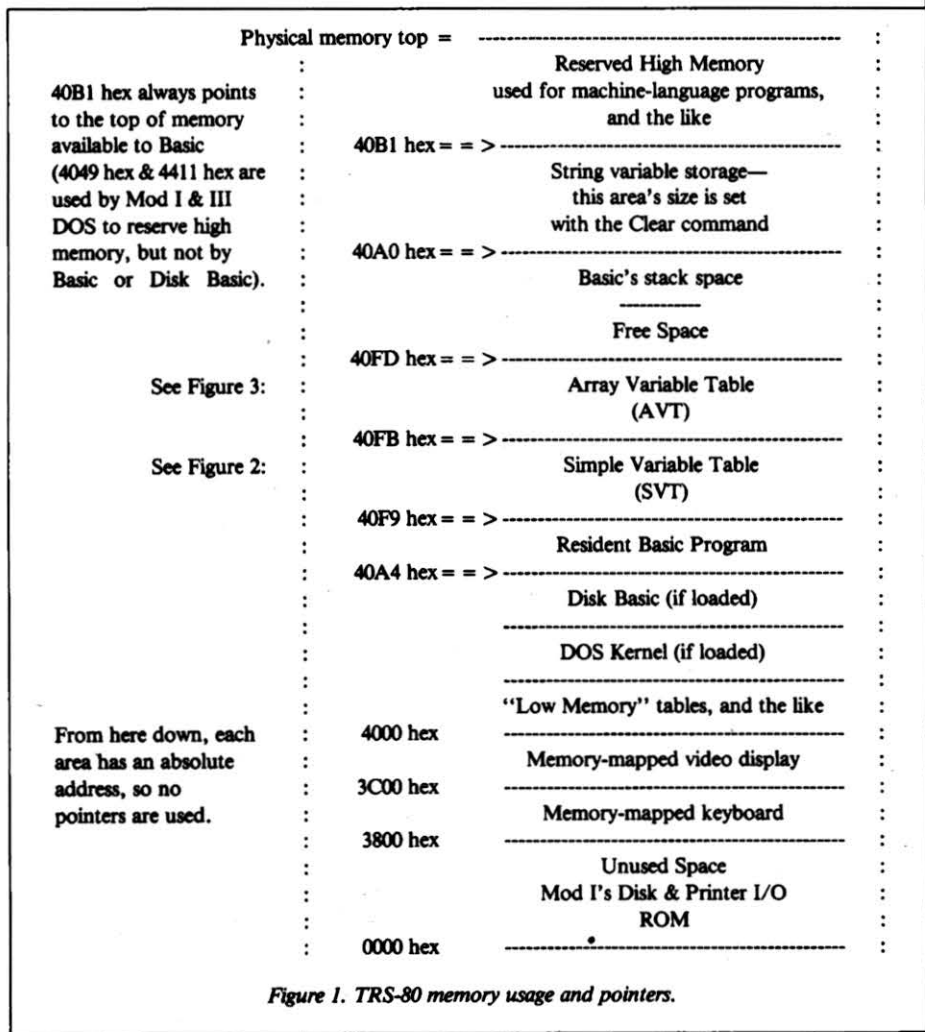 Physical memory top = ------------------------------------------------ :
: Reserved High Memory :
40B1 hex always points : used for machine-language programs, :
to the top of memory : and the like :
available to Basic : 40B1 hex = = > --------------------------------------------- :
(4049 hex & 4411 hex are : String variable storage— :
used by Mod I & III : this area's size is set :
DOS to reserve high : with the Clear command :
memory, but not by : 40A0 hex = = > --------------------------------------------- :
Basic or Disk Basic). : Basic's stack space :
: ------------ :
: Free Space :
: 40FD hex = = > --------------------------------------------- :
See Figure 3: : Array Variable Table :
: (AVT) :
: 40FB hex = = > --------------------------------------------- :
See Figure 2: : Simple Variable Table :
: (SVT) :
: 40F9 hex = = > --------------------------------------------- :
: Resident Basic Program :
: 40A4 hex = = > --------------------------------------------- :
: Disk Basic (if loaded) :
: --------------------------------------------- :
: DOS Kernel (if loaded) :
: --------------------------------------------- :
: "Low Memory" tables, and the like :
From here down, each : 4000 hex --------------------------------------------- :
area has an absolute : Memory-mapped video display :
address, so no : 3C00 hex --------------------------------------------- :
pointers are used. : Memory-mapped keyboard :
: 3800 hex --------------------------------------------- :
: Unused Space :
: Mod I's Disk & Printer I/O :
: ROM :
: 0000 hex --------------------------------------------- :
Figure 1. TRS-80 memory usage and pointers.